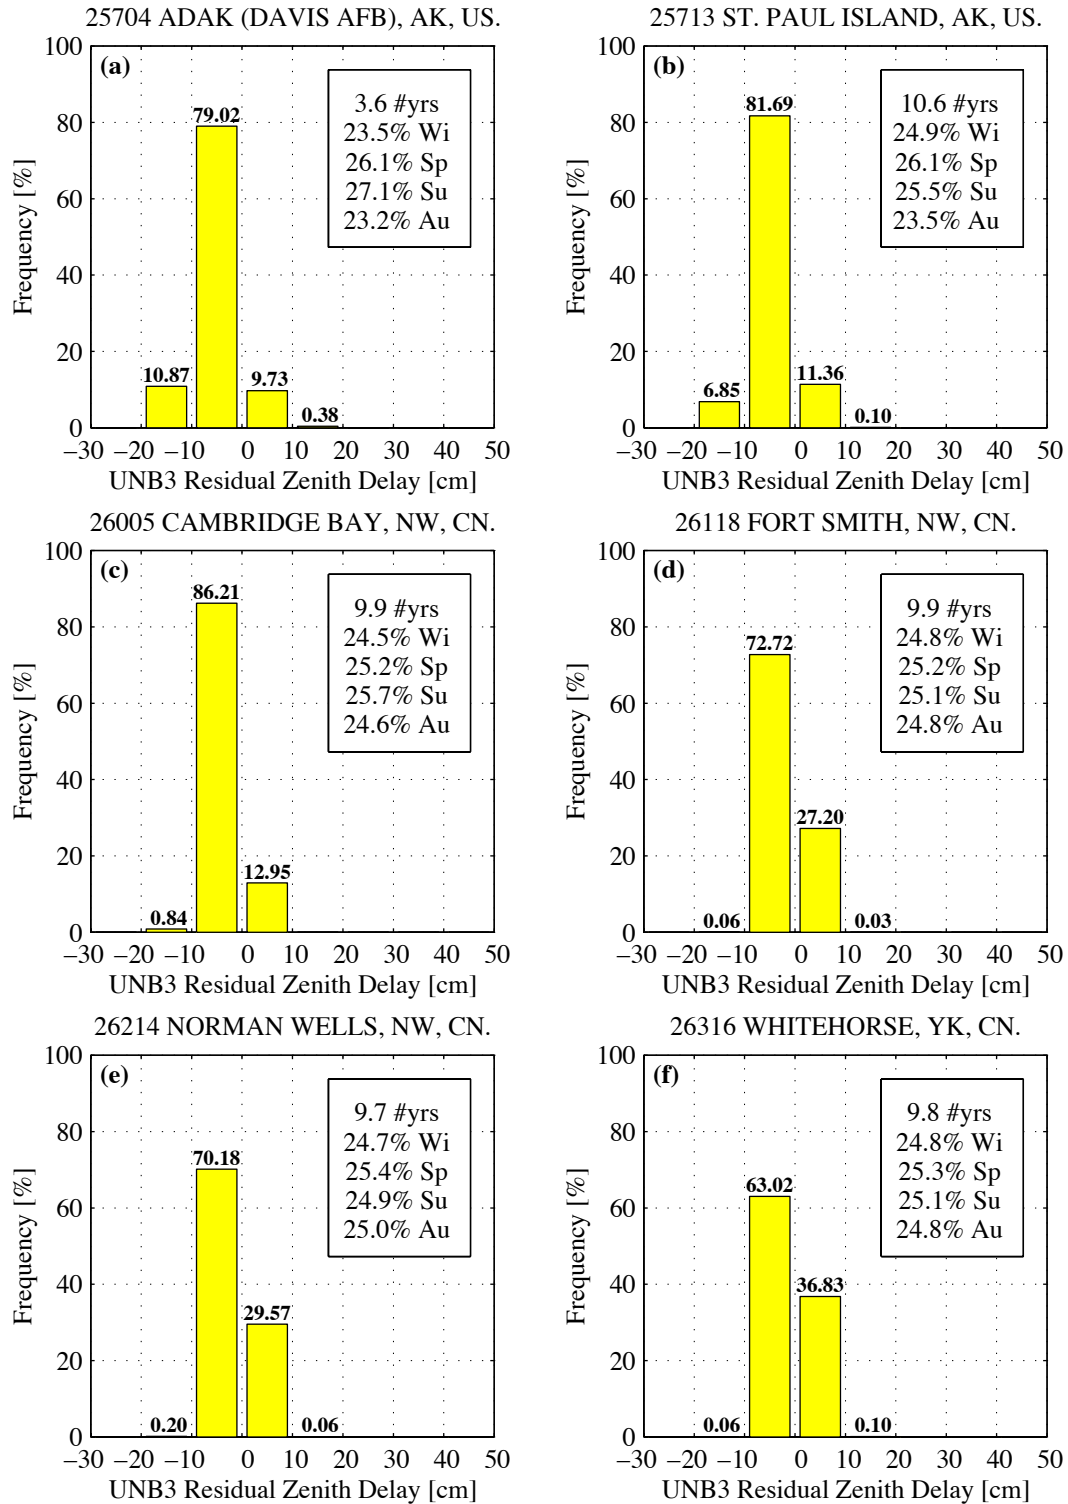 25704 ADAK (DAVIS AFB), AK, US.
(a)
3.6 #yrs
23.5% Wi
26.1% Sp
27.1% Su
23.2% Au
10.87
79.02
9.73
0.38
100
80
60
40
20
0
Frequency [%]
−30 −20 −10 0 10 20 30 40 50
UNB3 Residual Zenith Delay [cm]
25713 ST. PAUL ISLAND, AK, US.
(b)
10.6 #yrs
24.9% Wi
26.1% Sp
25.5% Su
23.5% Au
6.85
81.69
11.36
0.10
100
80
60
40
20
0
Frequency [%]
−30 −20 −10 0 10 20 30 40 50
UNB3 Residual Zenith Delay [cm]
26005 CAMBRIDGE BAY, NW, CN.
(c)
9.9 #yrs
24.5% Wi
25.2% Sp
25.7% Su
24.6% Au
0.84
86.21
12.95
100
80
60
40
20
0
Frequency [%]
−30 −20 −10 0 10 20 30 40 50
UNB3 Residual Zenith Delay [cm]
26118 FORT SMITH, NW, CN.
(d)
9.9 #yrs
24.8% Wi
25.2% Sp
25.1% Su
24.8% Au
0.06
72.72
27.20
0.03
100
80
60
40
20
0
Frequency [%]
−30 −20 −10 0 10 20 30 40 50
UNB3 Residual Zenith Delay [cm]
26214 NORMAN WELLS, NW, CN.
(e)
9.7 #yrs
24.7% Wi
25.4% Sp
24.9% Su
25.0% Au
0.20
70.18
29.57
0.06
100
80
60
40
20
0
Frequency [%]
−30 −20 −10 0 10 20 30 40 50
UNB3 Residual Zenith Delay [cm]
26316 WHITEHORSE, YK, CN.
(f)
9.8 #yrs
24.8% Wi
25.3% Sp
25.1% Su
24.8% Au
0.06
63.02
36.83
0.10
100
80
60
40
20
0
Frequency [%]
−30 −20 −10 0 10 20 30 40 50
UNB3 Residual Zenith Delay [cm]